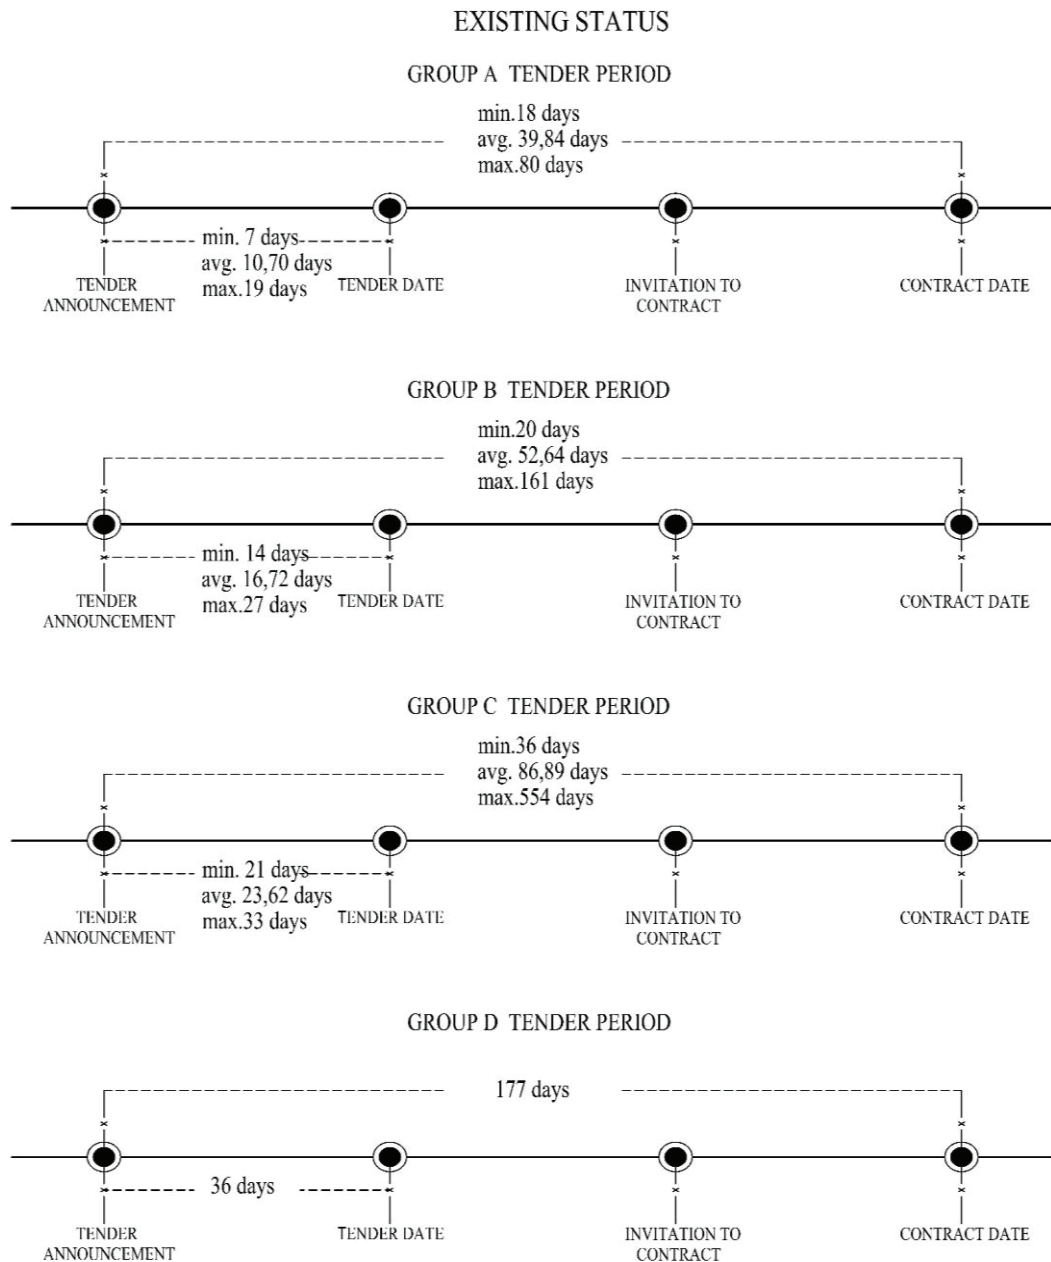 EXISTING STATUS
GROUP A TENDER PERIOD
min.18 days
avg. 39,84 days
max.80 days
min. 7 days
avg. 10,70 days
max.19 days
TENDER
ANNOUNCEMENT
TENDER DATE
INVITATION TO
CONTRACT
CONTRACT DATE
GROUP B TENDER PERIOD
min.20 days
avg. 52,64 days
max.161 days
min. 14 days
avg. 16,72 days
max.27 days
TENDER
ANNOUNCEMENT
TENDER DATE
INVITATION TO
CONTRACT
CONTRACT DATE
GROUP C TENDER PERIOD
min.36 days
avg. 86,89 days
max.554 days
min. 21 days
avg. 23,62 days
max.33 days
TENDER
ANNOUNCEMENT
TENDER DATE
INVITATION TO
CONTRACT
CONTRACT DATE
GROUP D TENDER PERIOD
177 days
36 days
TENDER
ANNOUNCEMENT
TENDER DATE
INVITATION TO
CONTRACT
CONTRACT DATE